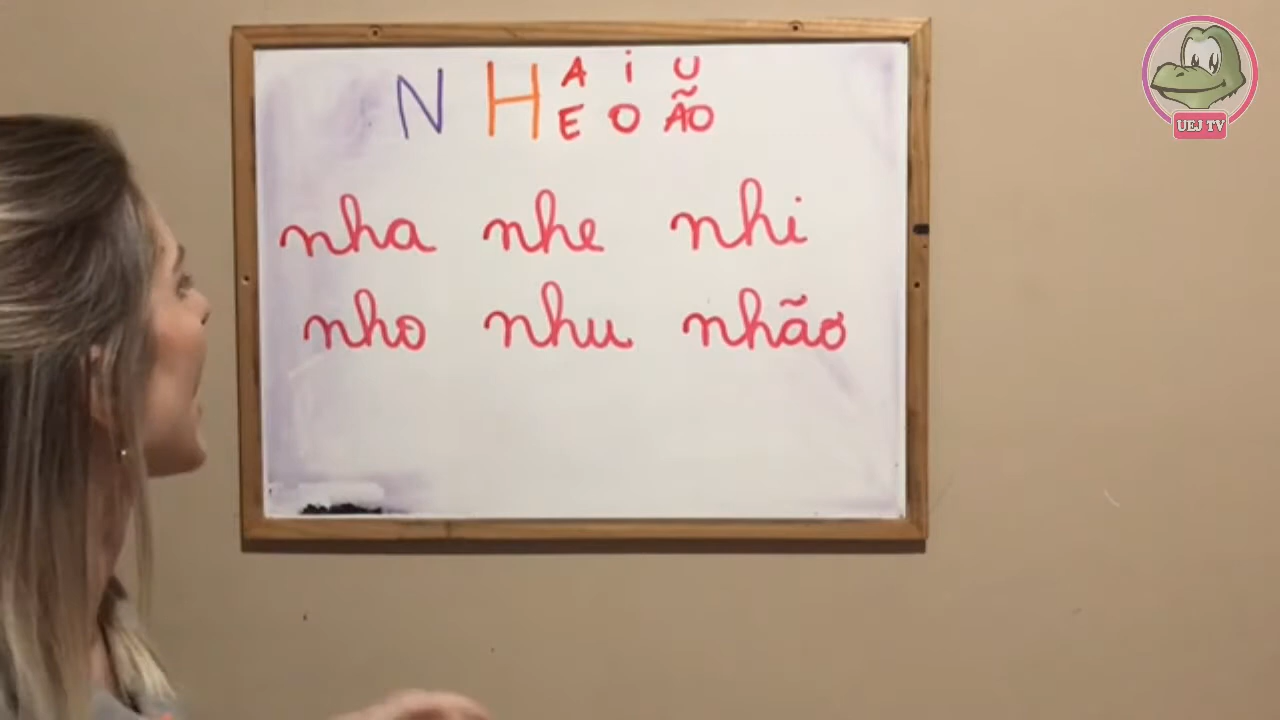 N H A i U
E O ÃO
nha nhe nhi
nho nhu nhão
UEJ TV